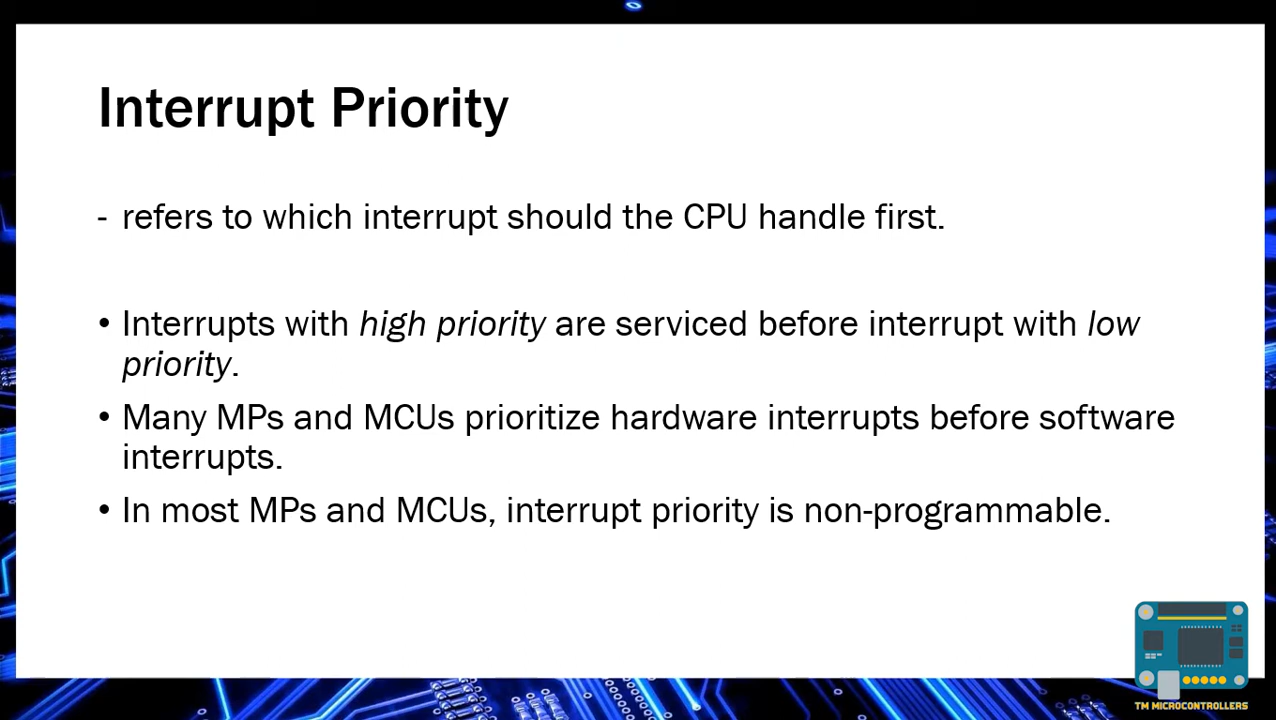 Interrupt Priority
- refers to which interrupt should the CPU handle first.
• Interrupts with high priority are serviced before interrupt with low
priority.
• Many MPs and MCUs prioritize hardware interrupts before software
interrupts.
• In most MPs and MCUs, interrupt priority is non-programmable.
TM MICROCONTROLLERS